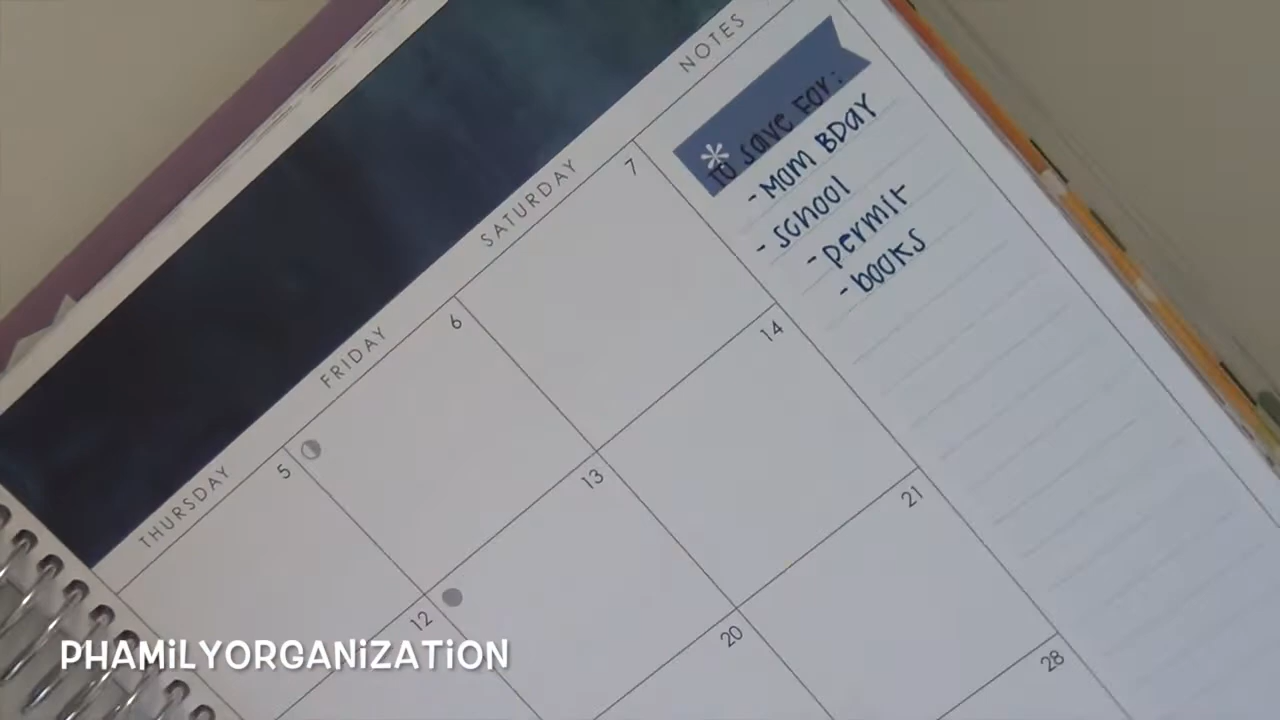 NOTES
TO SAVE FOR:
- MOM BDAY
- SCHOOL
- PERMIT
- BOOKS
THURSDAY FRIDAY SATURDAY
5 6 7
12 13 14
20 21
28
PHAMiLYORGANiZATION